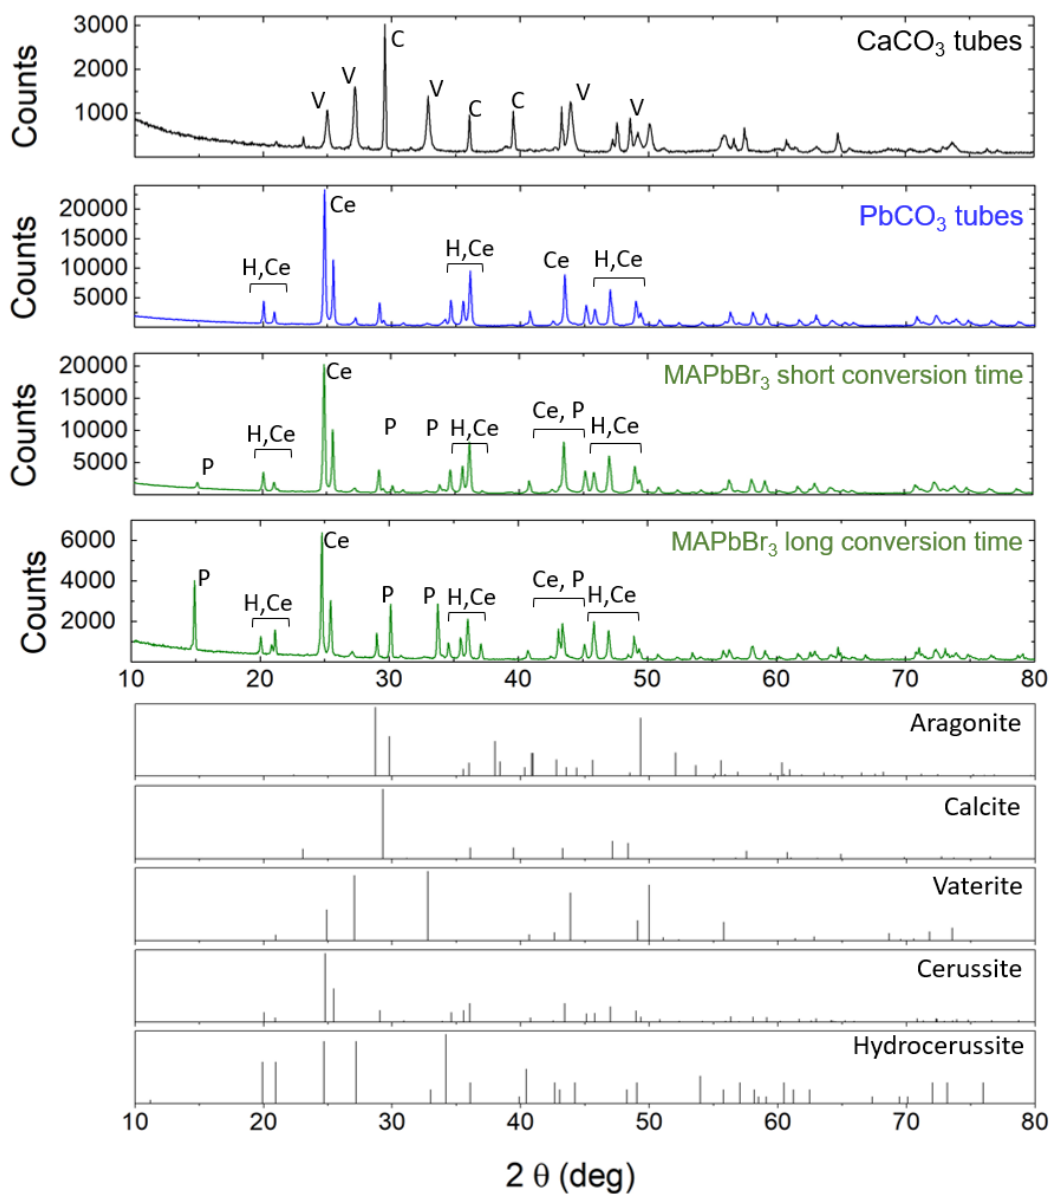 3000
2000
1000
Counts
V
V
C
V
C
C
V
V
CaCO₃ tubes
20000
15000
10000
5000
Counts
H,Ce
Ce
H,Ce
Ce
H,Ce
PbCO₃ tubes
20000
15000
10000
5000
Counts
P
H,Ce
Ce
P
P
H,Ce
Ce, P
H,Ce
MAPbBr₃ short conversion time
6000
4000
2000
Counts
P
H,Ce
Ce
P
P
H,Ce
Ce, P
H,Ce
MAPbBr₃ long conversion time
10 20 30 40 50 60 70 80
Aragonite
Calcite
Vaterite
Cerussite
Hydrocerussite
10 20 30 40 50 60 70 80
2 θ (deg)